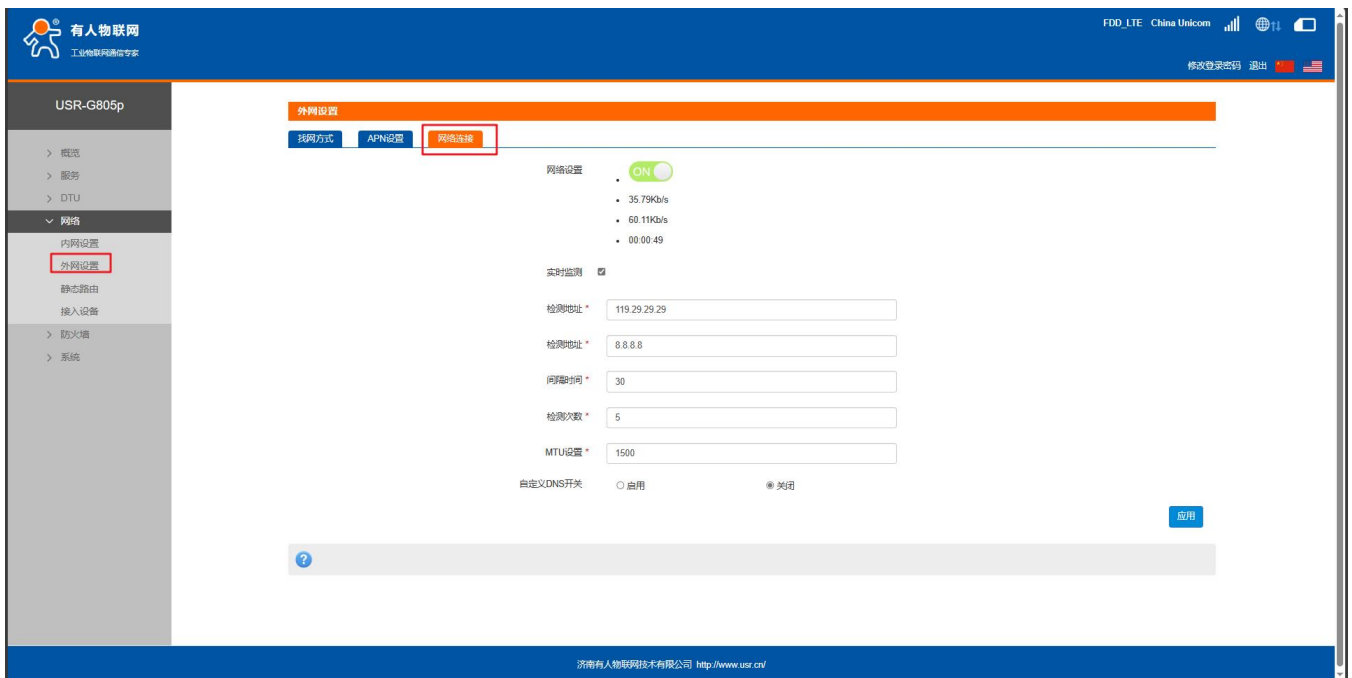 有人物联网
工业物联网通信专家
FDD_LTE China Unicom
修改登录密码 退出
USR-G805p
> 概览
> 服务
> DTU
网络
内网设置
外网设置
静态路由
接入设备
> 防火墙
> 系统
外网设置
找网方式 APN设置 网络连接
网络设置 ON
• 35.79Kb/s
• 60.11Kb/s
• 00:00:49
实时监测
检测地址 * 119.29.29.29
检测地址 * 8.8.8.8
间隔时间 * 30
检测次数 * 5
MTU设置 * 1500
自定义DNS开关 启用 关闭
应用
济南有人物联网技术有限公司 http://www.usr.cn/